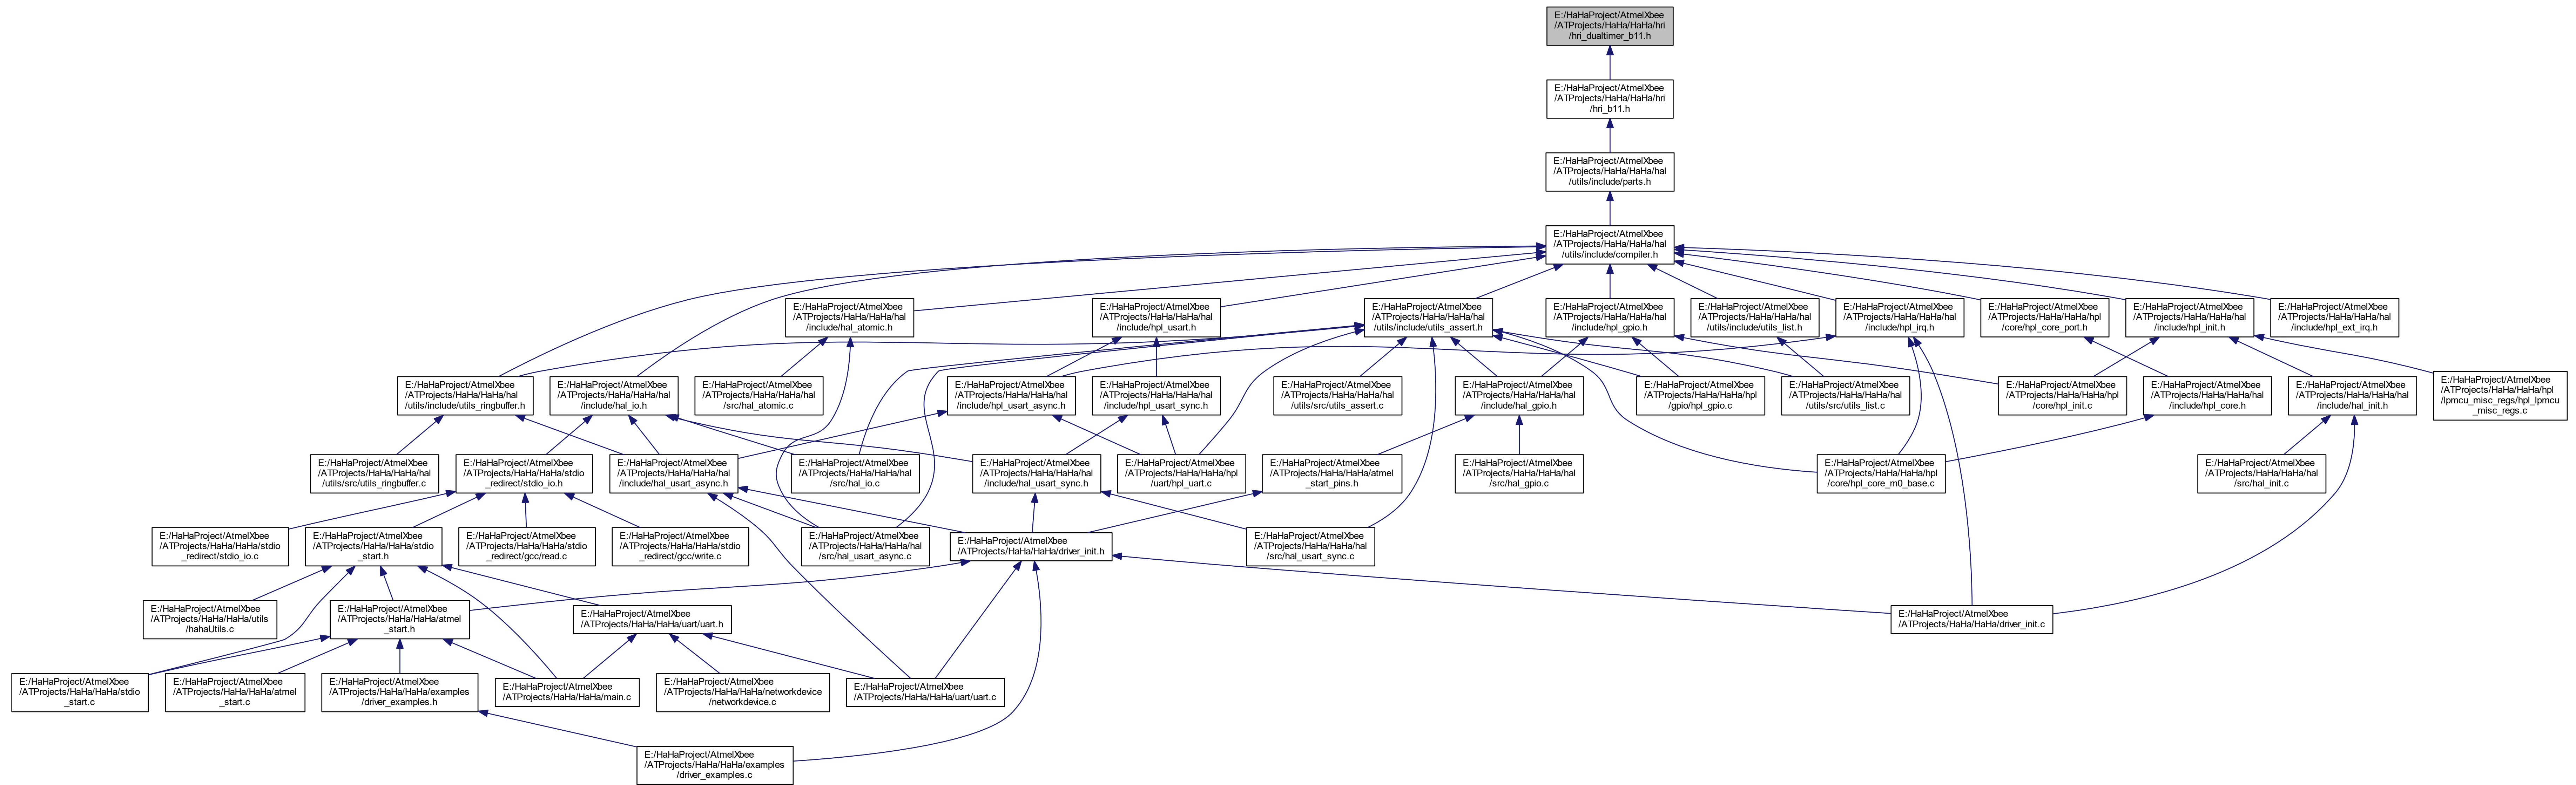 E:/HaHaProject/AtmelXbee
/ATProjects/HaHa/HaHa/hri
/hri_dualtimer_b11.h
E:/HaHaProject/AtmelXbee
/ATProjects/HaHa/HaHa/hri
/hri_b11.h
E:/HaHaProject/AtmelXbee
/ATProjects/HaHa/HaHa/hal
/utils/include/parts.h
E:/HaHaProject/AtmelXbee
/ATProjects/HaHa/HaHa/hal
/utils/include/compiler.h
E:/HaHaProject/AtmelXbee
/ATProjects/HaHa/HaHa/hal
/include/hal_atomic.h
E:/HaHaProject/AtmelXbee
/ATProjects/HaHa/HaHa/hal
/include/hpl_usart.h
E:/HaHaProject/AtmelXbee
/ATProjects/HaHa/HaHa/hal
/utils/include/utils_assert.h
E:/HaHaProject/AtmelXbee
/ATProjects/HaHa/HaHa/hal
/include/hpl_gpio.h
E:/HaHaProject/AtmelXbee
/ATProjects/HaHa/HaHa/hal
/utils/include/utils_list.h
E:/HaHaProject/AtmelXbee
/ATProjects/HaHa/HaHa/hal
/include/hpl_irq.h
E:/HaHaProject/AtmelXbee
/ATProjects/HaHa/HaHa/hpl
/core/hpl_core_port.h
E:/HaHaProject/AtmelXbee
/ATProjects/HaHa/HaHa/hal
/include/hpl_init.h
E:/HaHaProject/AtmelXbee
/ATProjects/HaHa/HaHa/hal
/include/hpl_ext_irq.h
E:/HaHaProject/AtmelXbee
/ATProjects/HaHa/HaHa/hal
/utils/include/utils_ringbuffer.h
E:/HaHaProject/AtmelXbee
/ATProjects/HaHa/HaHa/hal
/include/hal_io.h
E:/HaHaProject/AtmelXbee
/ATProjects/HaHa/HaHa/hal
/src/hal_atomic.c
E:/HaHaProject/AtmelXbee
/ATProjects/HaHa/HaHa/hal
/include/hpl_usart_async.h
E:/HaHaProject/AtmelXbee
/ATProjects/HaHa/HaHa/hal
/include/hpl_usart_sync.h
E:/HaHaProject/AtmelXbee
/ATProjects/HaHa/HaHa/hal
/utils/src/utils_assert.c
E:/HaHaProject/AtmelXbee
/ATProjects/HaHa/HaHa/hal
/include/hal_gpio.h
E:/HaHaProject/AtmelXbee
/ATProjects/HaHa/HaHa/hpl
/gpio/hpl_gpio.c
E:/HaHaProject/AtmelXbee
/ATProjects/HaHa/HaHa/hal
/utils/src/utils_list.c
E:/HaHaProject/AtmelXbee
/ATProjects/HaHa/HaHa/hpl
/core/hpl_init.c
E:/HaHaProject/AtmelXbee
/ATProjects/HaHa/HaHa/hal
/include/hpl_core.h
E:/HaHaProject/AtmelXbee
/ATProjects/HaHa/HaHa/hal
/include/hal_init.h
E:/HaHaProject/AtmelXbee
/ATProjects/HaHa/HaHa/hpl
/lpmcu_misc_regs/hpl_lpmcu
_misc_regs.c
E:/HaHaProject/AtmelXbee
/ATProjects/HaHa/HaHa/hal
/utils/src/utils_ringbuffer.c
E:/HaHaProject/AtmelXbee
/ATProjects/HaHa/HaHa/stdio
_redirect/stdio_io.h
E:/HaHaProject/AtmelXbee
/ATProjects/HaHa/HaHa/hal
/include/hal_usart_async.h
E:/HaHaProject/AtmelXbee
/ATProjects/HaHa/HaHa/hal
/src/hal_io.c
E:/HaHaProject/AtmelXbee
/ATProjects/HaHa/HaHa/hal
/include/hal_usart_sync.h
E:/HaHaProject/AtmelXbee
/ATProjects/HaHa/HaHa/hpl
/uart/hpl_uart.c
E:/HaHaProject/AtmelXbee
/ATProjects/HaHa/HaHa/atmel
_start_pins.h
E:/HaHaProject/AtmelXbee
/ATProjects/HaHa/HaHa/hal
/src/hal_gpio.c
E:/HaHaProject/AtmelXbee
/ATProjects/HaHa/HaHa/hpl
/core/hpl_core_m0_base.c
E:/HaHaProject/AtmelXbee
/ATProjects/HaHa/HaHa/hal
/src/hal_init.c
E:/HaHaProject/AtmelXbee
/ATProjects/HaHa/HaHa/stdio
_redirect/stdio_io.c
E:/HaHaProject/AtmelXbee
/ATProjects/HaHa/HaHa/stdio
_start.h
E:/HaHaProject/AtmelXbee
/ATProjects/HaHa/HaHa/stdio
_redirect/gcc/read.c
E:/HaHaProject/AtmelXbee
/ATProjects/HaHa/HaHa/stdio
_redirect/gcc/write.c
E:/HaHaProject/AtmelXbee
/ATProjects/HaHa/HaHa/hal
/src/hal_usart_async.c
E:/HaHaProject/AtmelXbee
/ATProjects/HaHa/HaHa/driver_init.h
E:/HaHaProject/AtmelXbee
/ATProjects/HaHa/HaHa/hal
/src/hal_usart_sync.c
E:/HaHaProject/AtmelXbee
/ATProjects/HaHa/HaHa/utils
/hahaUtils.c
E:/HaHaProject/AtmelXbee
/ATProjects/HaHa/HaHa/atmel
_start.h
E:/HaHaProject/AtmelXbee
/ATProjects/HaHa/HaHa/uart/uart.h
E:/HaHaProject/AtmelXbee
/ATProjects/HaHa/HaHa/driver_init.c
E:/HaHaProject/AtmelXbee
/ATProjects/HaHa/HaHa/stdio
_start.c
E:/HaHaProject/AtmelXbee
/ATProjects/HaHa/HaHa/atmel
_start.c
E:/HaHaProject/AtmelXbee
/ATProjects/HaHa/HaHa/examples
/driver_examples.h
E:/HaHaProject/AtmelXbee
/ATProjects/HaHa/HaHa/main.c
E:/HaHaProject/AtmelXbee
/ATProjects/HaHa/HaHa/networkdevice
/networkdevice.c
E:/HaHaProject/AtmelXbee
/ATProjects/HaHa/HaHa/uart/uart.c
E:/HaHaProject/AtmelXbee
/ATProjects/HaHa/HaHa/examples
/driver_examples.c